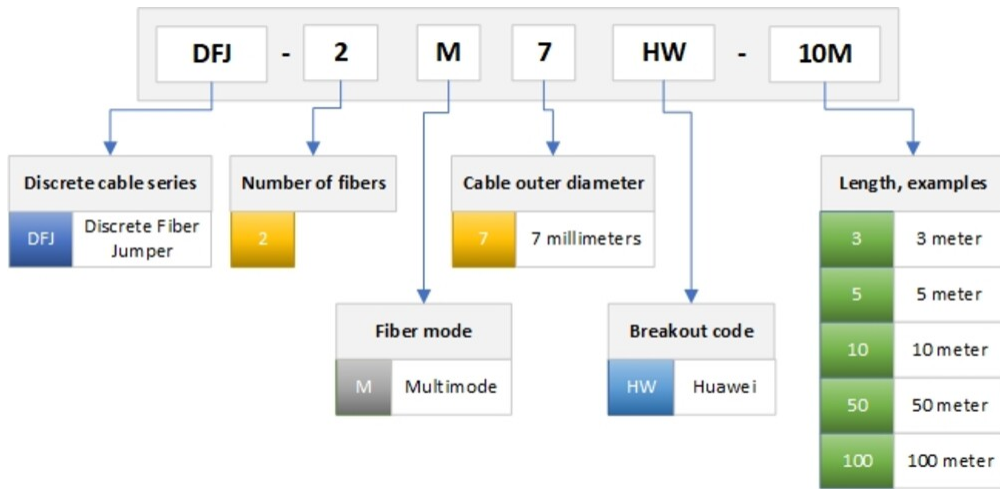 DFJ - 2 M 7 HW - 10M
Discrete cable series
DFJ Discrete Fiber
Jumper
Number of fibers
2
Cable outer diameter
7 7 millimeters
Length, examples
3 3 meter
5 5 meter
10 10 meter
50 50 meter
100 100 meter
Fiber mode
M Multimode
Breakout code
HW Huawei